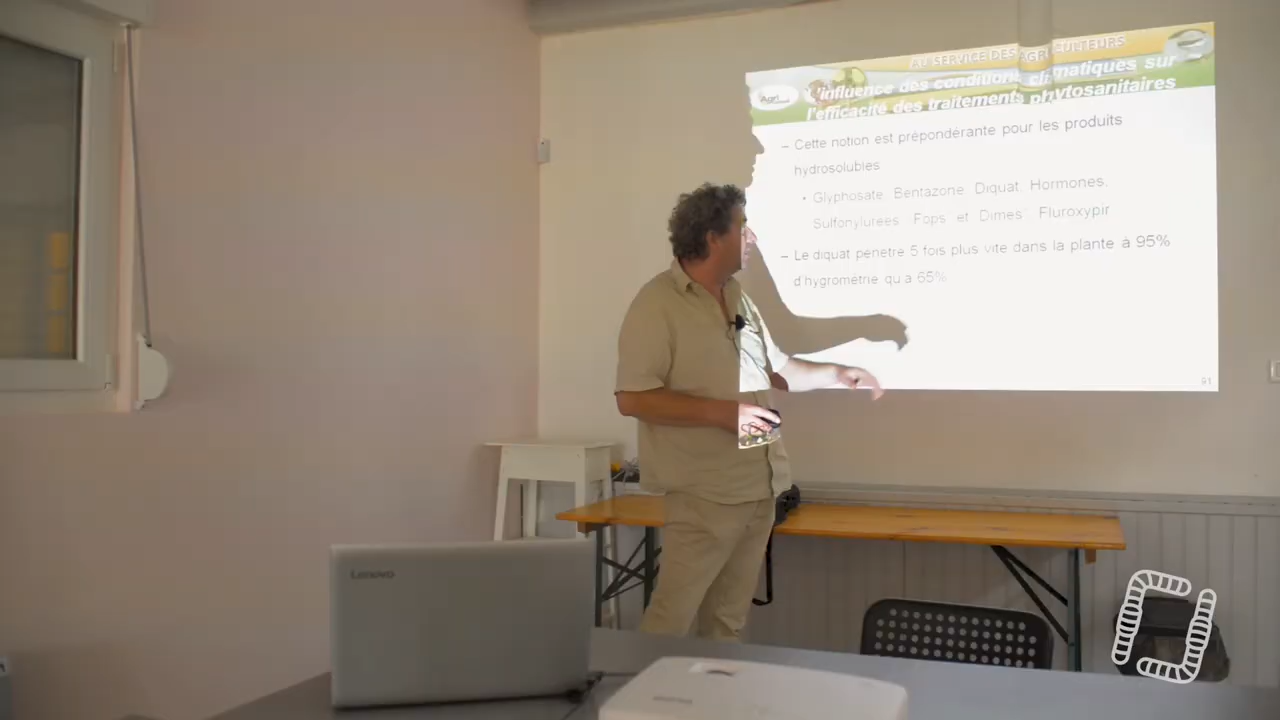 AU SERVICE DES AGRICULTEURS
L'influence des conditions climatiques sur
l'efficacité des traitements phytosanitaires
Agri
– Cette notion est prépondérante pour les produits
hydrosolubles
• Glyphosate, Bentazone, Diquat, Hormones,
Sulfonylurées, "Fops et Dimes" Fluroxypir
– Le diquat pénètre 5 fois plus vite dans la plante à 95%
d'hygrométrie qu'à 65%
91
Lenovo